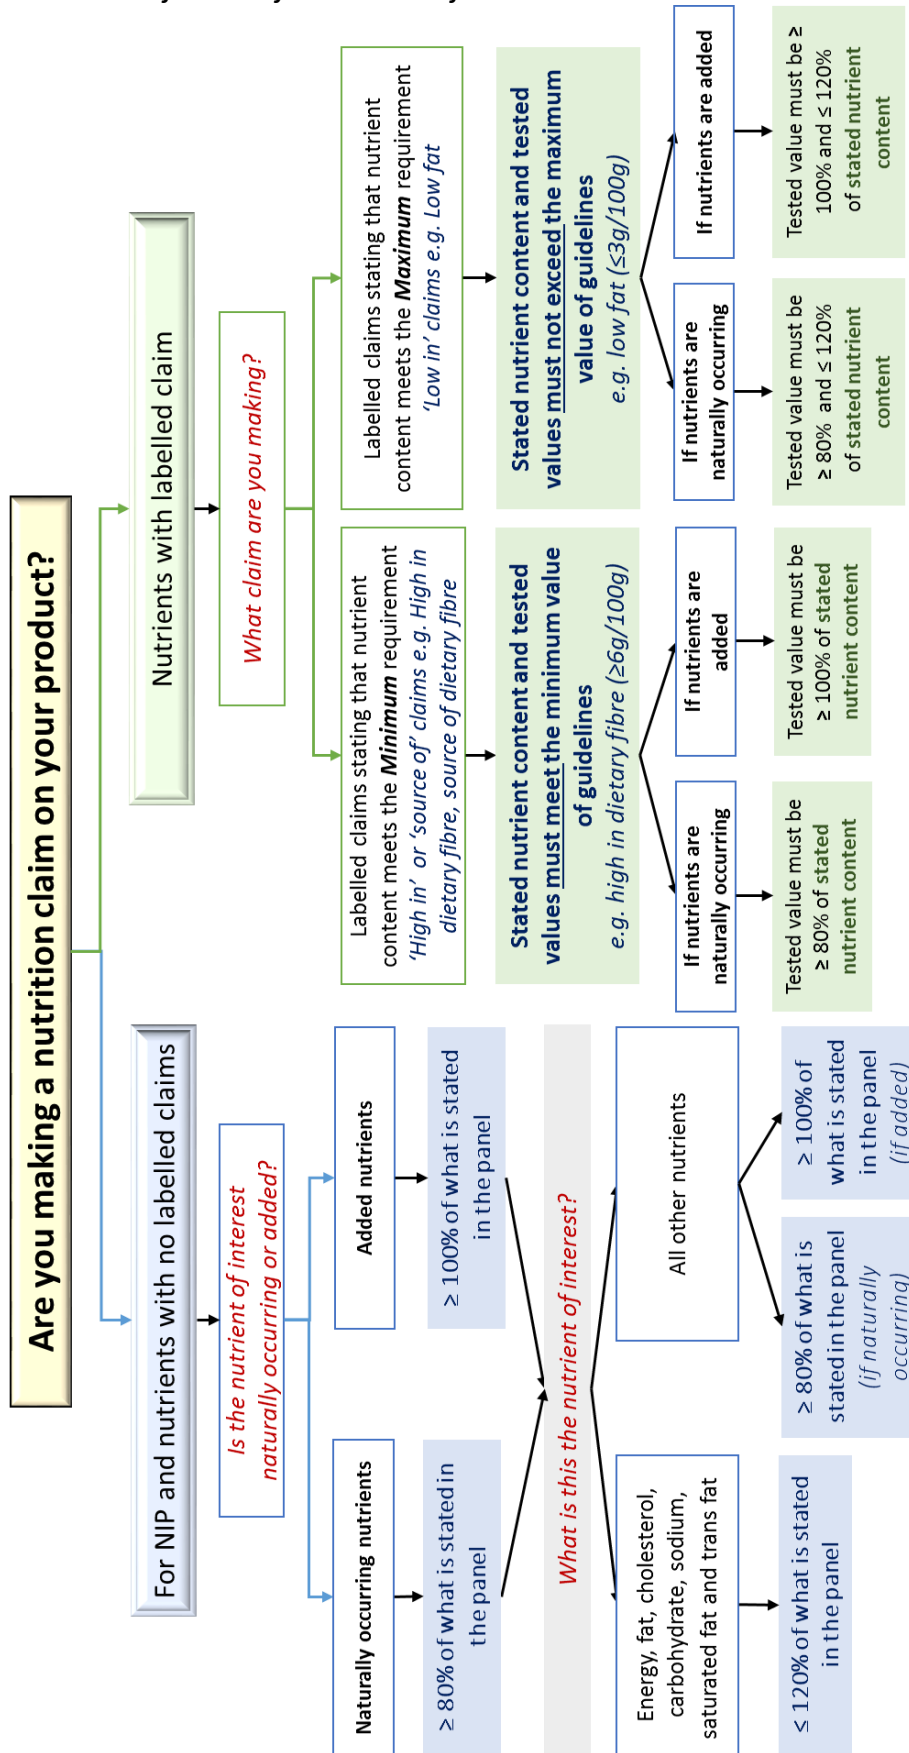 Are you making a nutrition claim on your product?
For NIP and nutrients with no labelled claims
Is the nutrient of interest
naturally occurring or added?
Naturally occurring nutrients
≥ 80% of what is stated in
the panel
Added nutrients
≥ 100% of what is stated
in the panel
What is this the nutrient of interest?
Energy, fat, cholesterol,
carbohydrate, sodium,
saturated fat and trans fat
≤ 120% of what is stated
in the panel
All other nutrients
≥ 80% of what is
stated in the panel
(if naturally
occurring)
≥ 100% of
what is stated
in the panel
(if added)
Nutrients with labelled claim
What claim are you making?
Labelled claims stating that nutrient
content meets the Minimum requirement
‘High in’ or ‘source of’ claims e.g. High in
dietary fibre, source of dietary fibre
Stated nutrient content and tested
values must meet the minimum value
of guidelines
e.g. high in dietary fibre (≥6g/100g)
If nutrients are
naturally occurring
Tested value must be
≥ 80% of stated
nutrient content
If nutrients are
added
Tested value must be
≥ 100% of stated
nutrient content
Labelled claims stating that nutrient
content meets the Maximum requirement
‘Low in’ claims e.g. Low fat
Stated nutrient content and tested
values must not exceed the maximum
value of guidelines
e.g. low fat (≤3g/100g)
If nutrients are
naturally occurring
Tested value must be
≥ 80% and ≤ 120%
of stated nutrient
content
If nutrients are added
Tested value must be ≥
100% and ≤ 120%
of stated nutrient
content